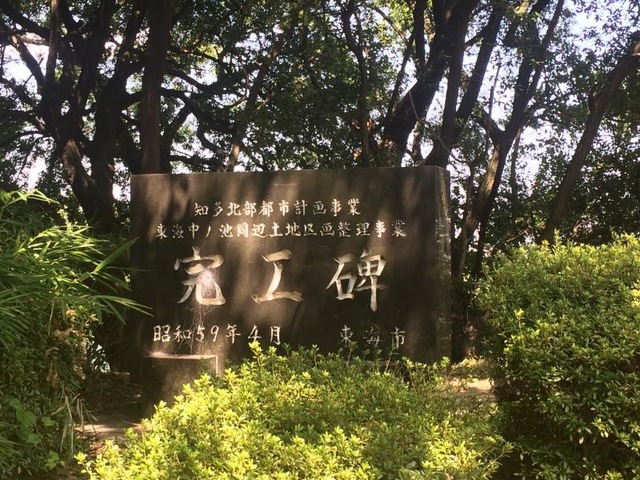 知多北部都市計画事業
東海中ノ池周辺土地区画整理事業
完工碑
昭和59年4月 東海市